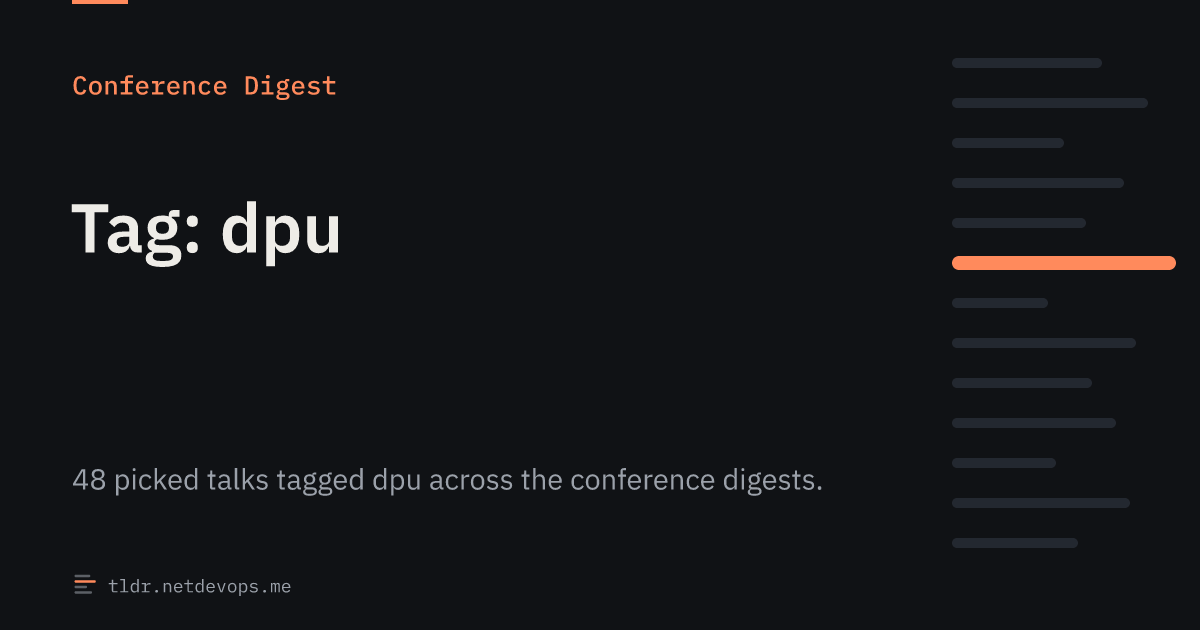 Conference Digest
Tag: dpu
48 picked talks tagged dpu across the conference digests.
tldr.netdevops.me